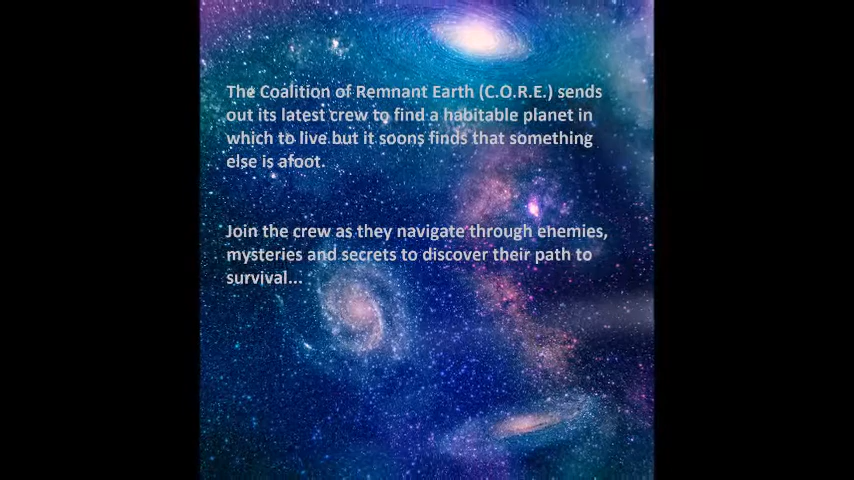 The Coalition of Remnant Earth (C.O.R.E.) sends
out its latest crew to find a habitable planet in
which to live but it soons finds that something
else is afoot.
Join the crew as they navigate through enemies,
mysteries and secrets to discover their path to
survival...